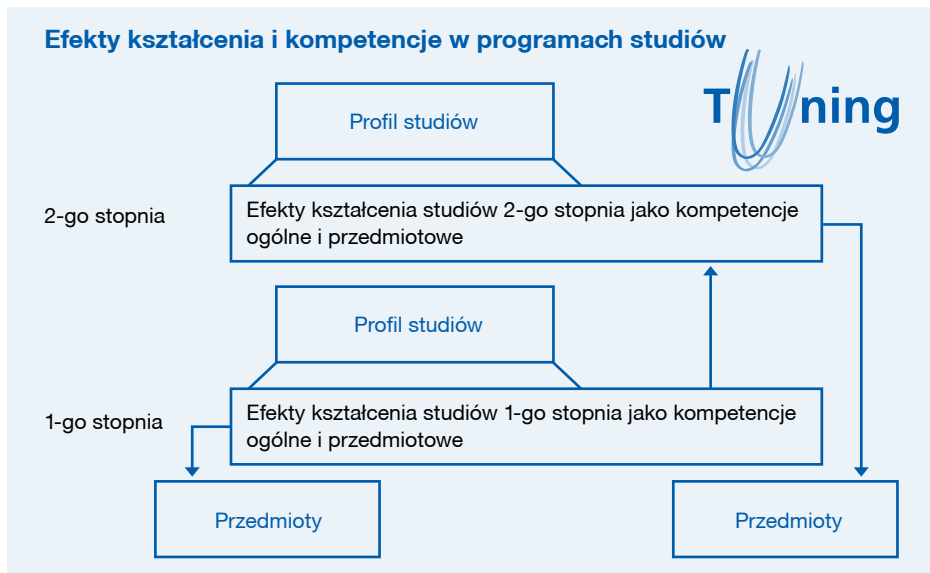 Efekty kształcenia i kompetencje w programach studiów
Tuning
Profil studiów
2-go stopnia
Efekty kształcenia studiów 2-go stopnia jako kompetencje
ogólne i przedmiotowe
Profil studiów
1-go stopnia
Efekty kształcenia studiów 1-go stopnia jako kompetencje
ogólne i przedmiotowe
Przedmioty
Przedmioty